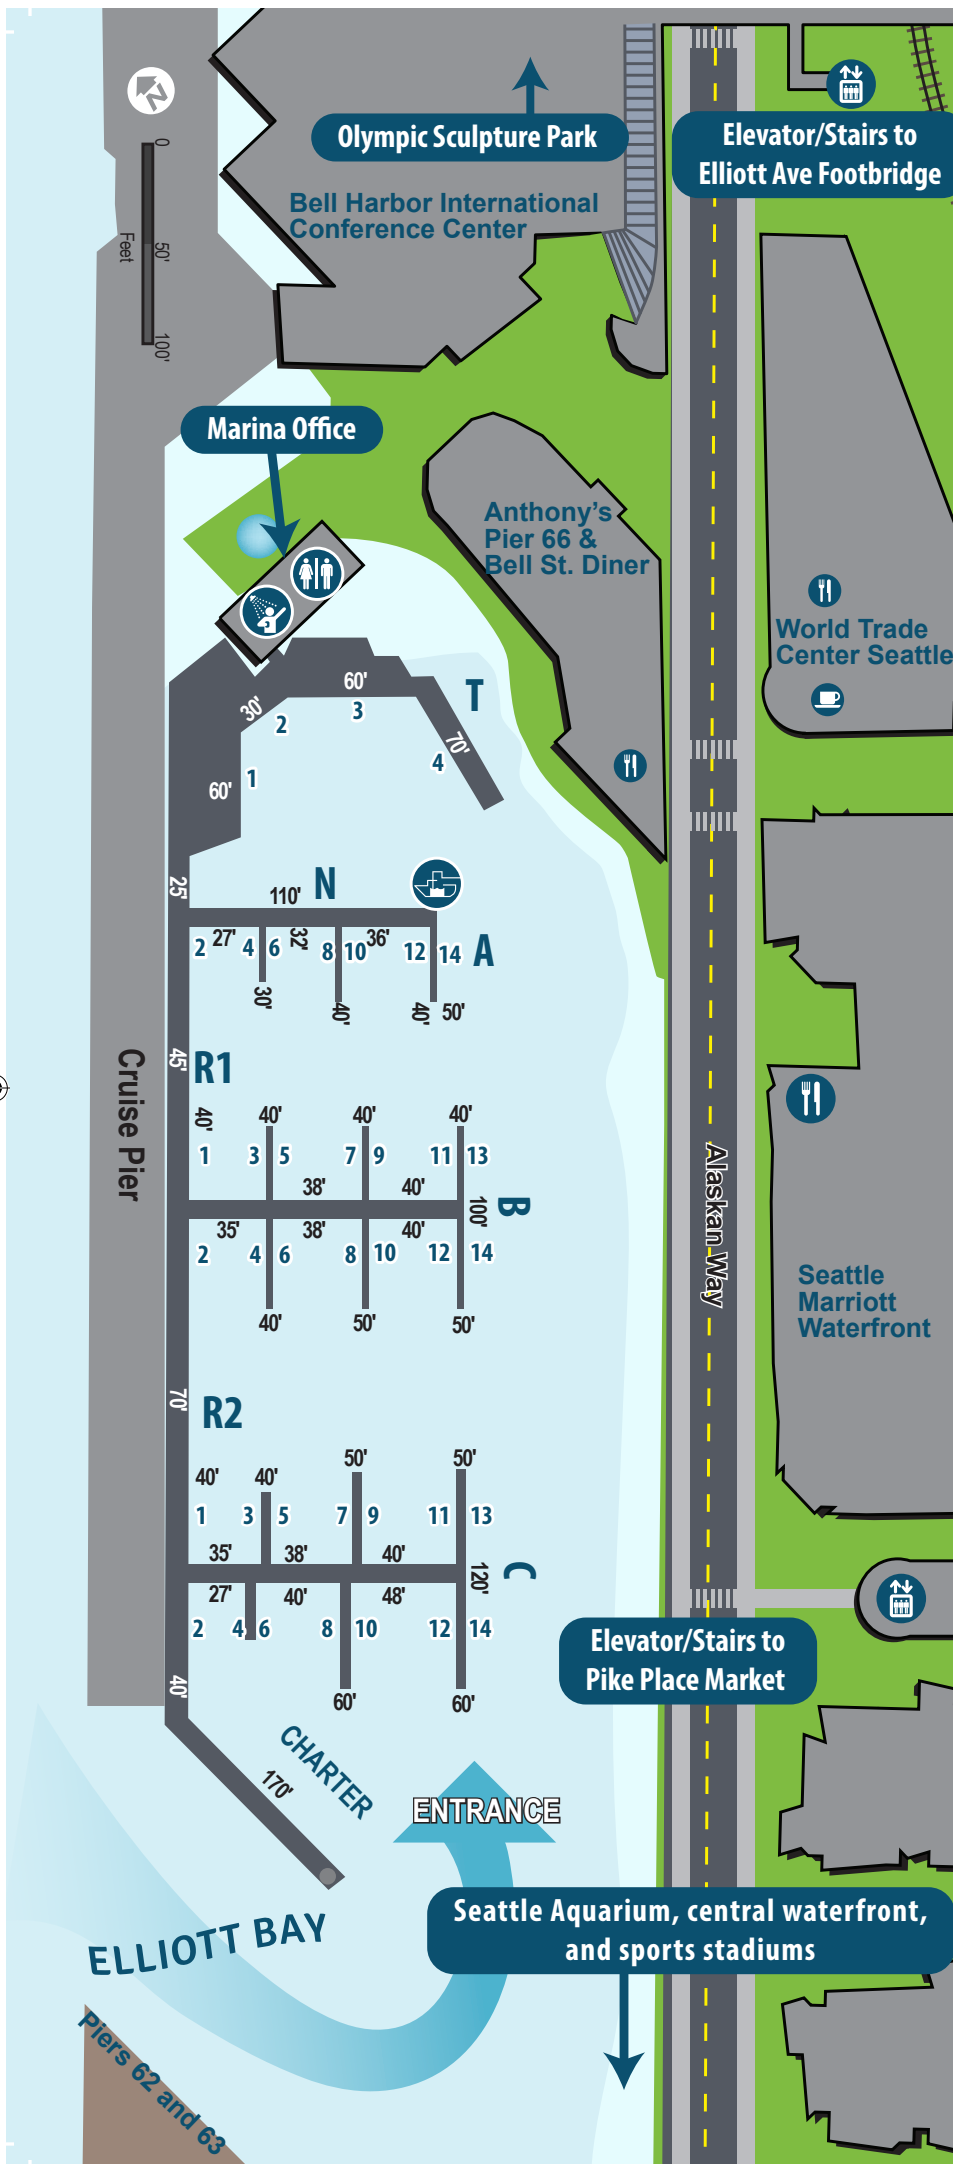 Olympic Sculpture Park
Elevator/Stairs to
Elliott Ave Footbridge
Bell Harbor International
Conference Center
N
0
50'
100'
Feet
Marina Office
Anthony's
Pier 66 &
Bell St. Diner
World Trade
Center Seattle
T
60'
30'
2
3
70'
4
1
60'
25'
N
110'
2
27'
4
6
32'
8
10
36'
12
14
A
30'
40'
40'
50'
Cruise Pier
45'
R1
40'
40'
40'
40'
1
3
5
7
9
11
13
38'
40'
100'
B
35'
38'
40'
2
4
6
8
10
12
14
40'
50'
50'
Alaskan Way
Seattle
Marriott
Waterfront
70'
R2
40'
40'
50'
50'
1
3
5
7
9
11
13
35'
38'
40'
120'
C
27'
40'
48'
2
4
6
8
10
12
14
60'
60'
40'
Elevator/Stairs to
Pike Place Market
CHARTER
170'
ENTRANCE
Seattle Aquarium, central waterfront,
and sports stadiums
ELLIOTT BAY
Piers 62 and 63